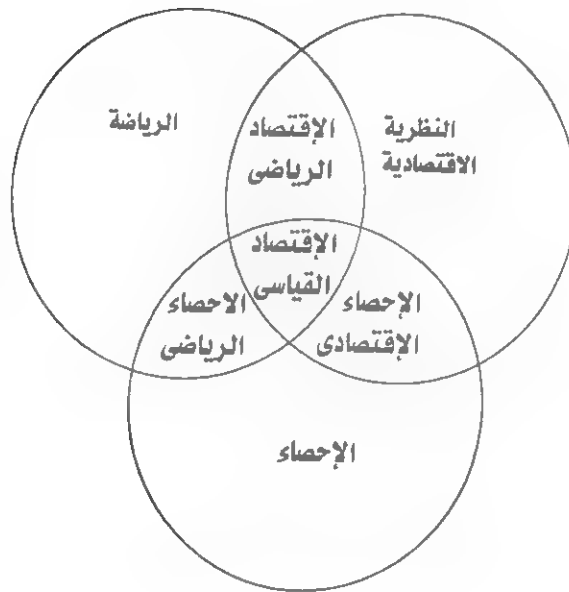 النظرية
الاقتصادية
الإقتصاد
الرياضى
الرياضة
الإقتصاد
القياسى
الإحصاء
الإقتصادى
الاحصاء
الرياضى
الإحصاء